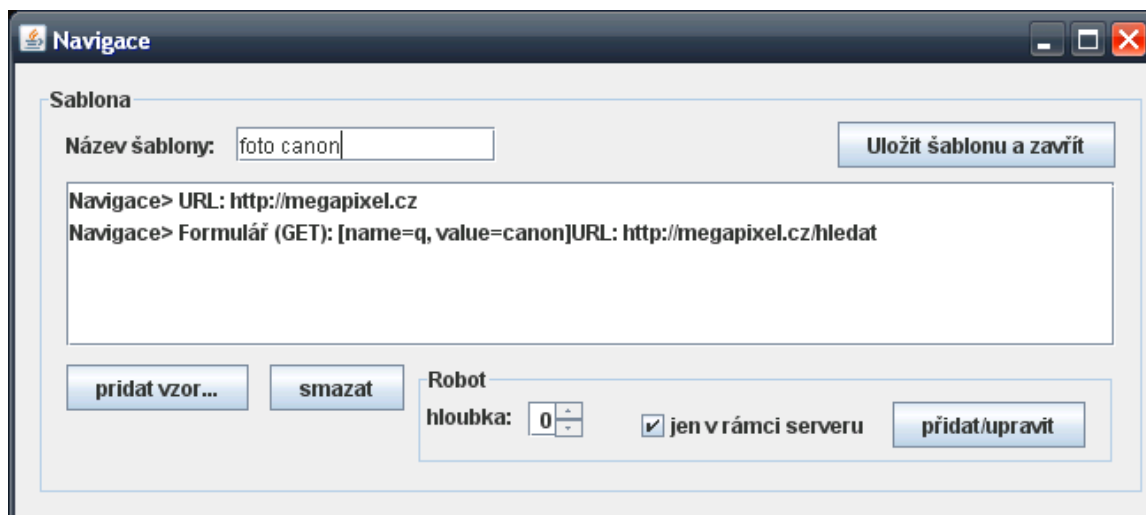 Navigace
Sablona
Název šablony: foto canon Uložit šablonu a zavřít
Navigace> URL: http://megapixel.cz
Navigace> Formulář (GET): [name=q, value=canon]URL: http://megapixel.cz/hledat
pridat vzor... smazat
Robot
hloubka: 0 jen v rámci serveru přidat/upravit